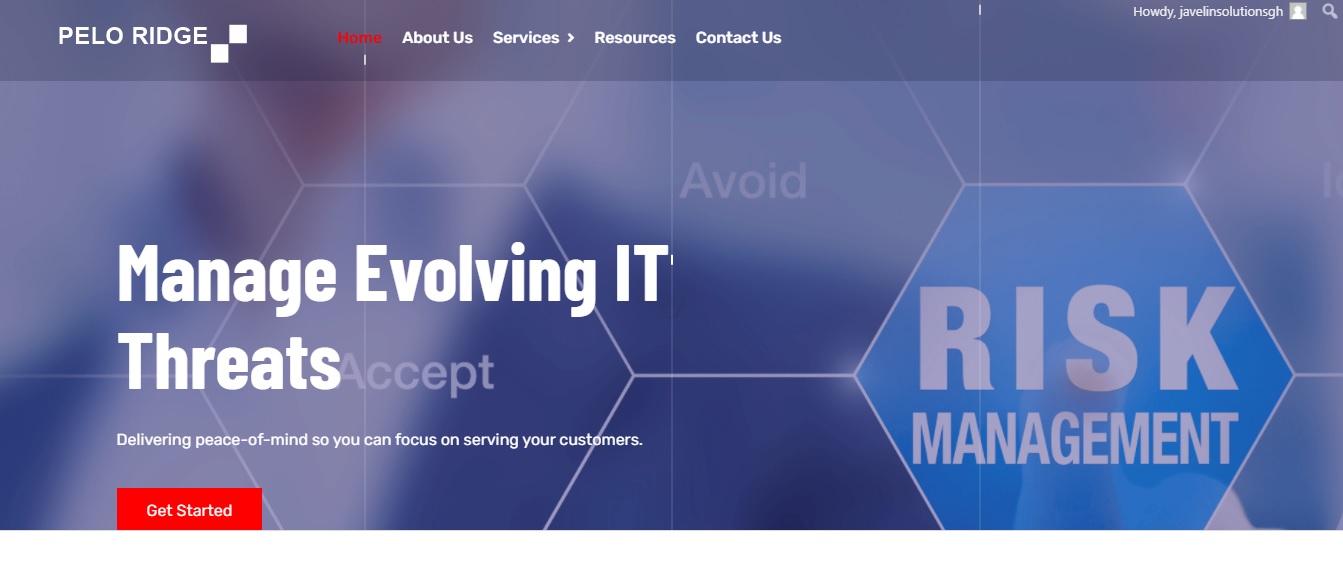 Howdy, javelinsolutionsgh
PELO RIDGE
Home About Us Services Resources Contact Us
Avoid
Manage Evolving IT
Threats
Accept
RISK
MANAGEMENT
Delivering peace-of-mind so you can focus on serving your customers.
Get Started